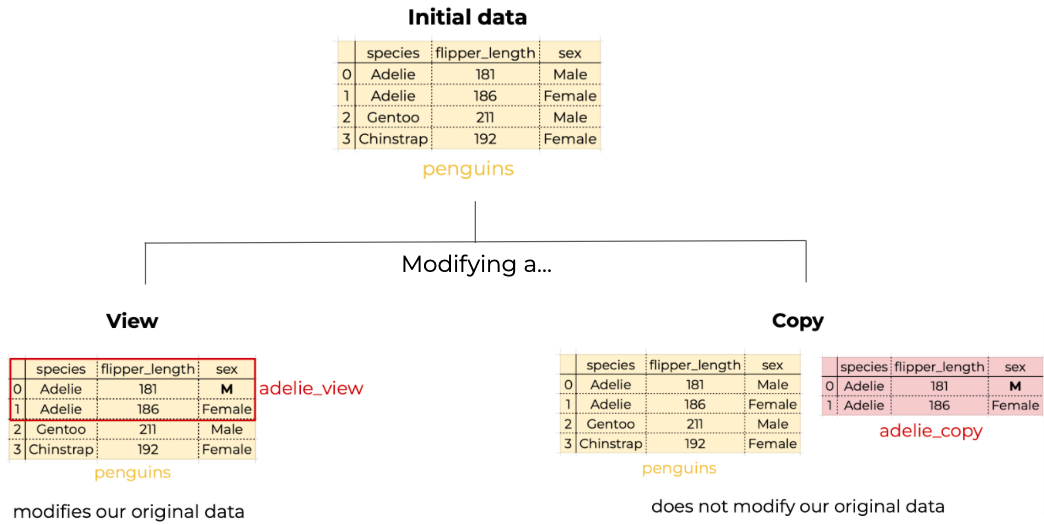 Initial data
species flipper_length sex
0 Adelie 181 Male
1 Adelie 186 Female
2 Gentoo 211 Male
3 Chinstrap 192 Female
penguins
Modifying a...
View
species flipper_length sex
0 Adelie 181 M
1 Adelie 186 Female
2 Gentoo 211 Male
3 Chinstrap 192 Female
adelie_view
penguins
modifies our original data
Copy
species flipper_length sex
0 Adelie 181 Male
1 Adelie 186 Female
2 Gentoo 211 Male
3 Chinstrap 192 Female
penguins
species flipper_length sex
0 Adelie 181 M
1 Adelie 186 Female
adelie_copy
does not modify our original data